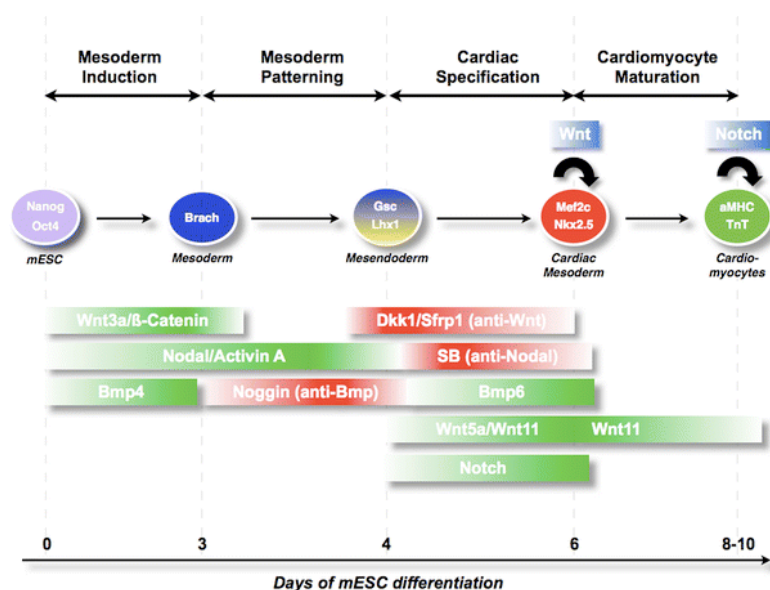 Mesoderm
Induction
Mesoderm
Patterning
Cardiac
Specification
Cardiomyocyte
Maturation
Wnt
Notch
Nanog
Oct4
Brach
Gsc
Lhx1
Mef2c
Nkx2.5
aMHC
TnT
mESC
Mesoderm
Mesendoderm
Cardiac
Mesoderm
Cardio-
myocytes
Wnt3a/ß-Catenin
Dkk1/Sfrp1 (anti-Wnt)
Nodal/Activin A
SB (anti-Nodal)
Bmp4
Noggin (anti-Bmp)
Bmp6
Wnt5a/Wnt11
Wnt11
Notch
0
3
4
6
8-10
Days of mESC differentiation